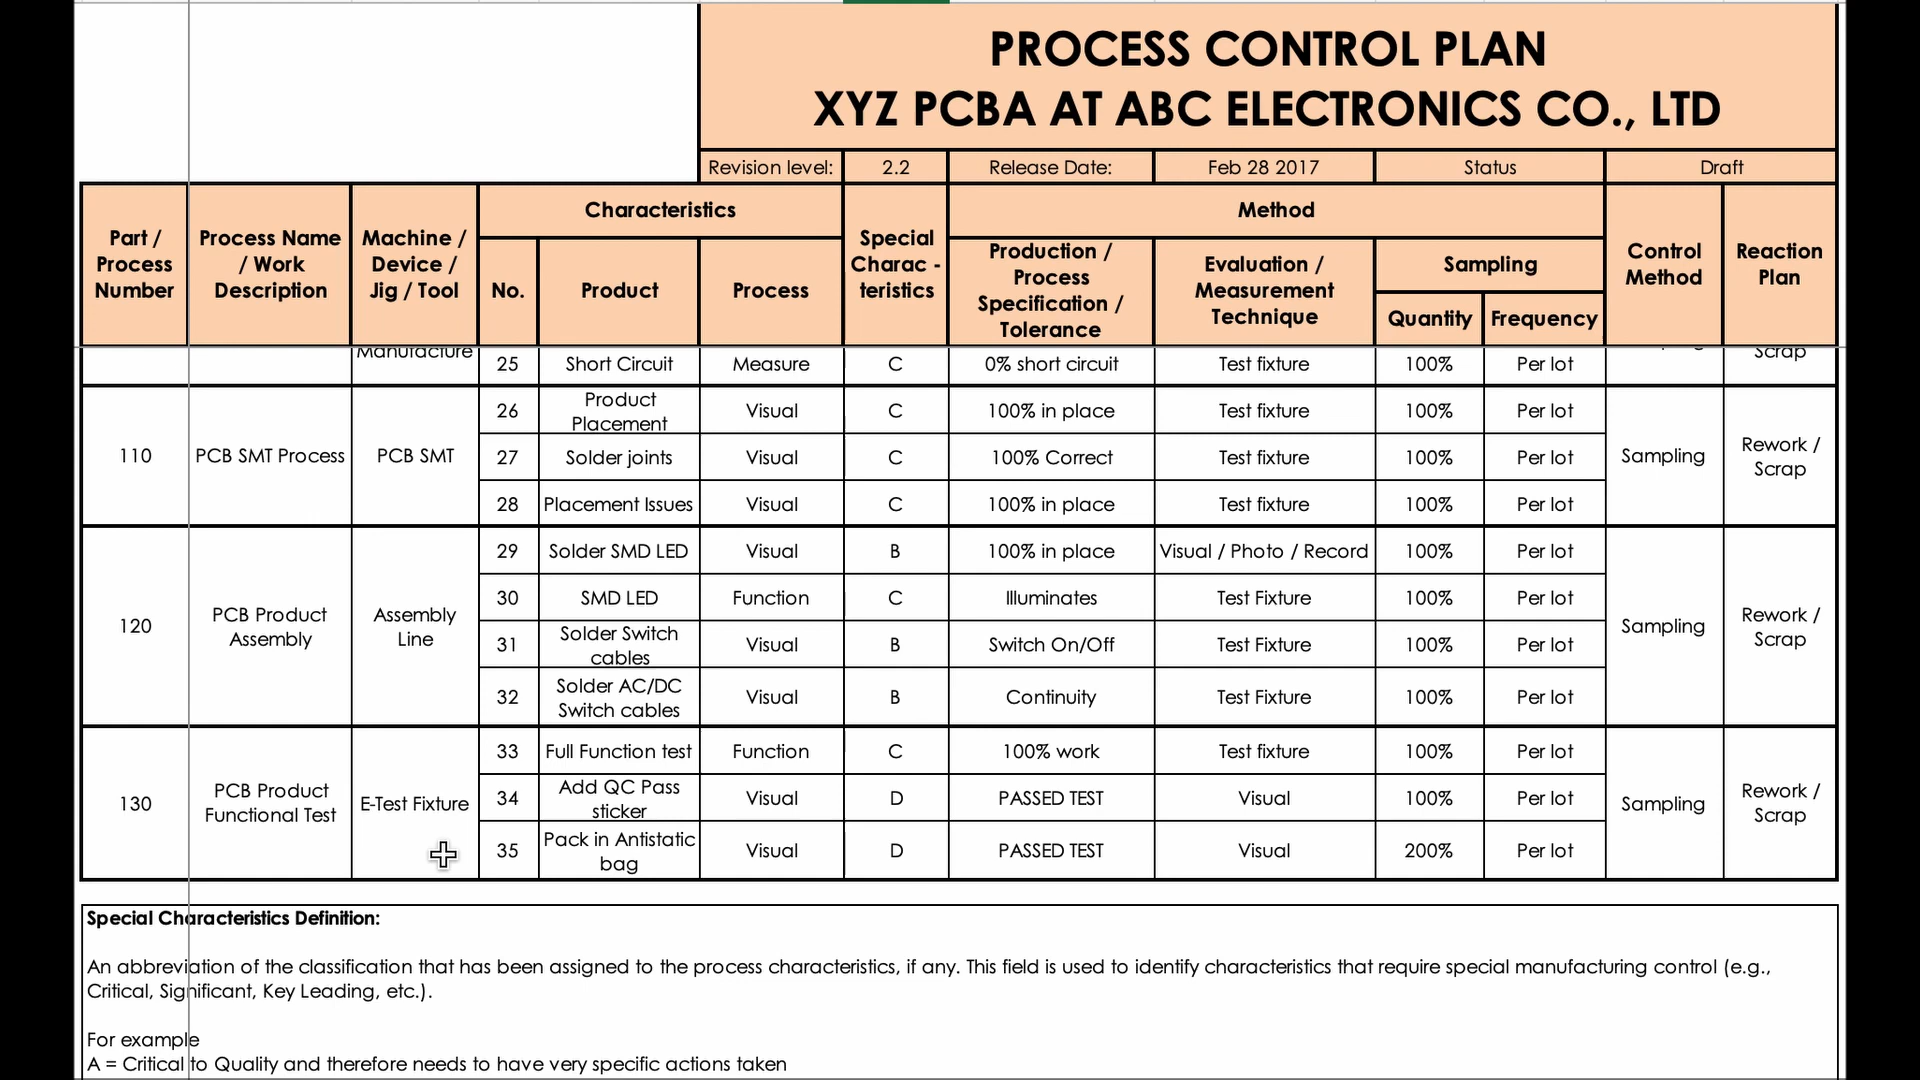 PROCESS CONTROL PLAN
XYZ PCBA AT ABC ELECTRONICS CO., LTD
Revision level: 2.2 Release Date: Feb 28 2017 Status Draft
Part / Process Number
Process Name / Work Description
Machine / Device / Jig / Tool
Characteristics
No. Product Process
Special Charac - teristics
Method
Production / Process Specification / Tolerance
Evaluation / Measurement Technique
Sampling
Quantity Frequency
Control Method
Reaction Plan
Manufacture
Scrap
25 Short Circuit Measure C 0% short circuit Test fixture 100% Per lot
110 PCB SMT Process PCB SMT
26 Product Placement Visual C 100% in place Test fixture 100% Per lot
27 Solder joints Visual C 100% Correct Test fixture 100% Per lot
28 Placement Issues Visual C 100% in place Test fixture 100% Per lot
Sampling Rework / Scrap
120 PCB Product Assembly Assembly Line
29 Solder SMD LED Visual B 100% in place Visual / Photo / Record 100% Per lot
30 SMD LED Function C Illuminates Test Fixture 100% Per lot
31 Solder Switch cables Visual B Switch On/Off Test Fixture 100% Per lot
32 Solder AC/DC Switch cables Visual B Continuity Test Fixture 100% Per lot
Sampling Rework / Scrap
130 PCB Product Functional Test E-Test Fixture
33 Full Function test Function C 100% work Test fixture 100% Per lot
34 Add QC Pass sticker Visual D PASSED TEST Visual 100% Per lot
35 Pack in Antistatic bag Visual D PASSED TEST Visual 200% Per lot
Sampling Rework / Scrap
Special Characteristics Definition:
An abbreviation of the classification that has been assigned to the process characteristics, if any. This field is used to identify characteristics that require special manufacturing control (e.g.,
Critical, Significant, Key Leading, etc.).
For example
A = Critical to Quality and therefore needs to have very specific actions taken